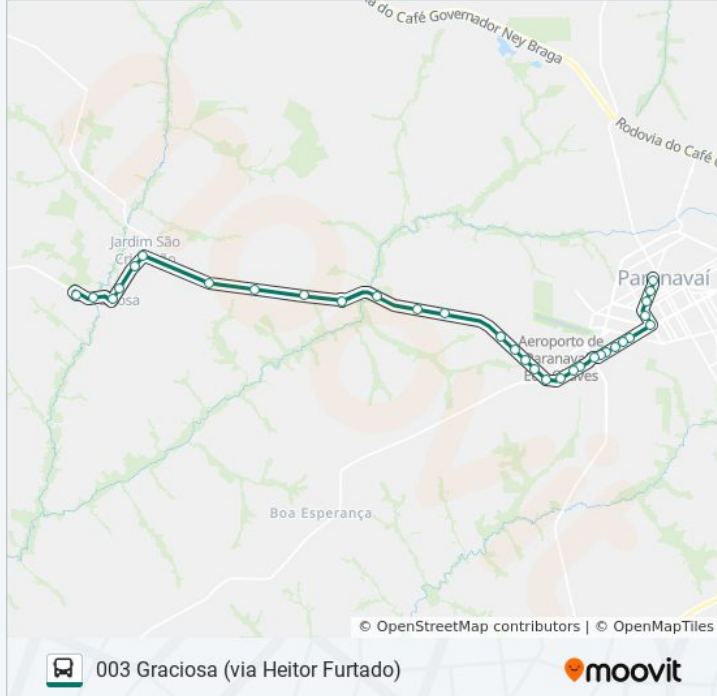 a do Café Governador Ney Braga
Rodovia do Café
Jardim São
Paranavaí
Aeroporto de
Boa Esperança
© OpenStreetMap contributors | © OpenMapTiles
003 Graciosa (via Heitor Furtado)
moovit